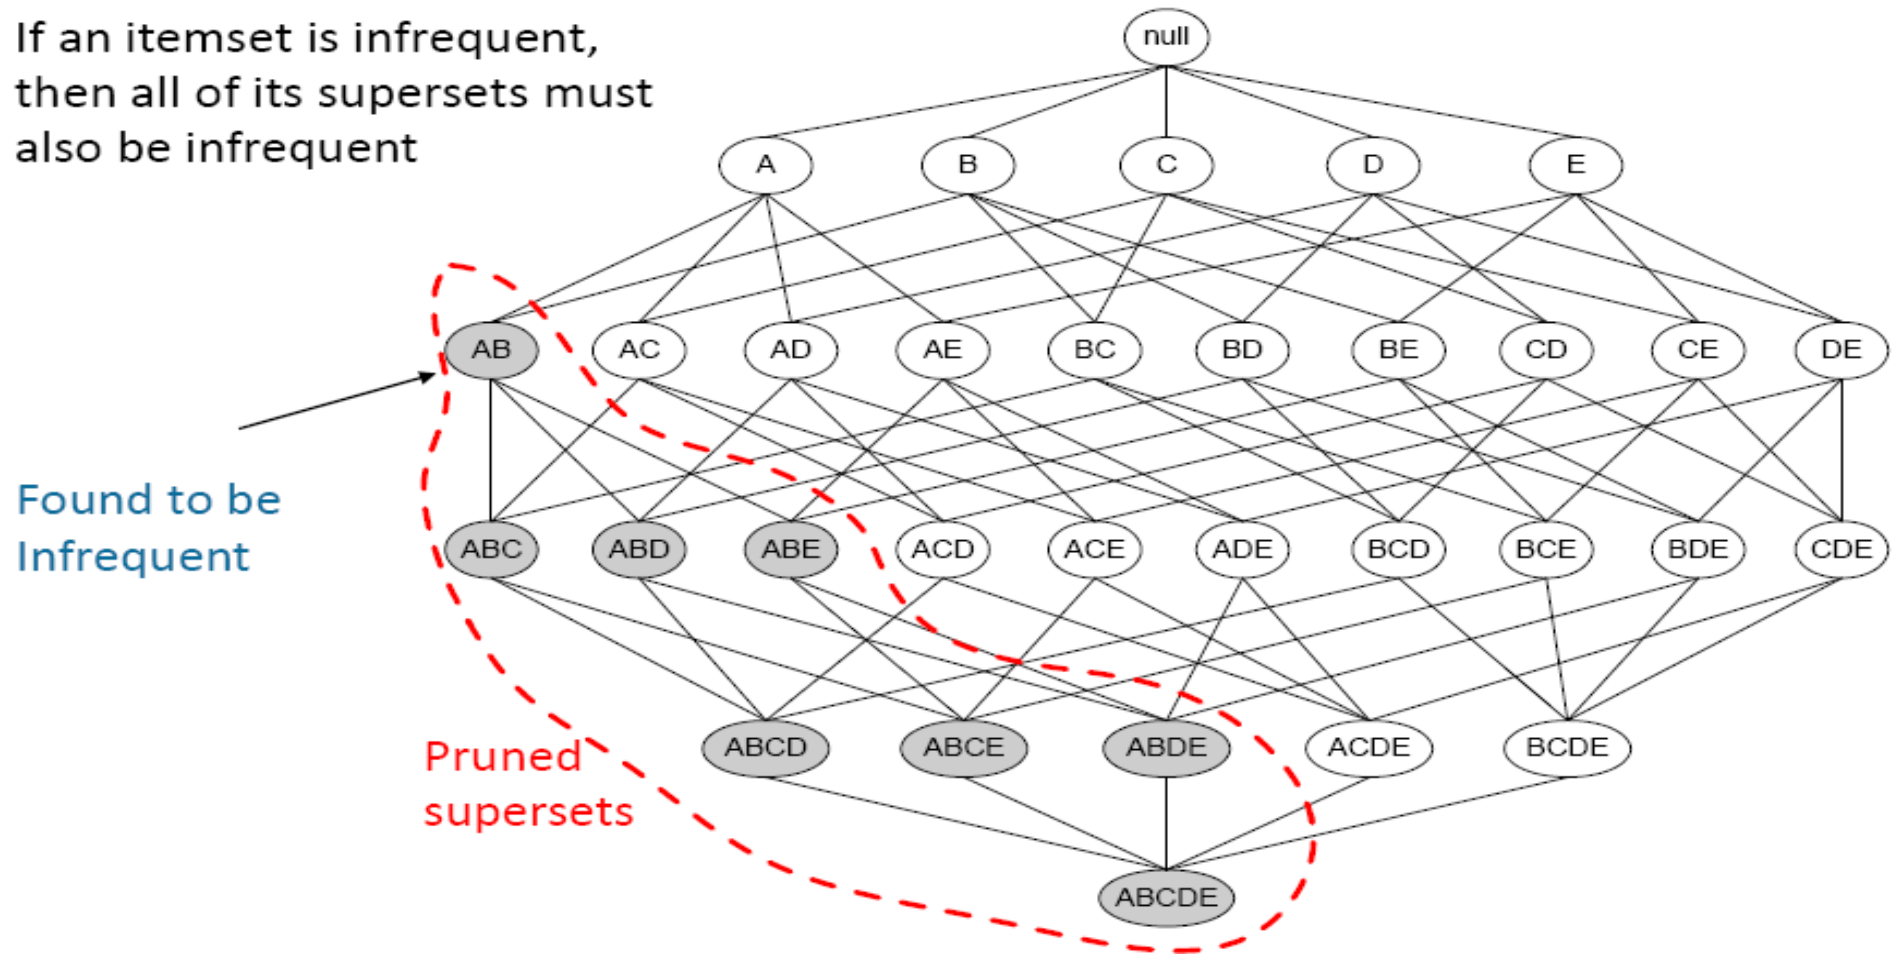 If an itemset is infrequent,
then all of its supersets must
also be infrequent
null
A B C D E
AB AC AD AE BC BD BE CD CE DE
Found to be
Infrequent
ABC ABD ABE ACD ACE ADE BCD BCE BDE CDE
Pruned
supersets
ABCD ABCE ABDE ACDE BCDE
ABCDE